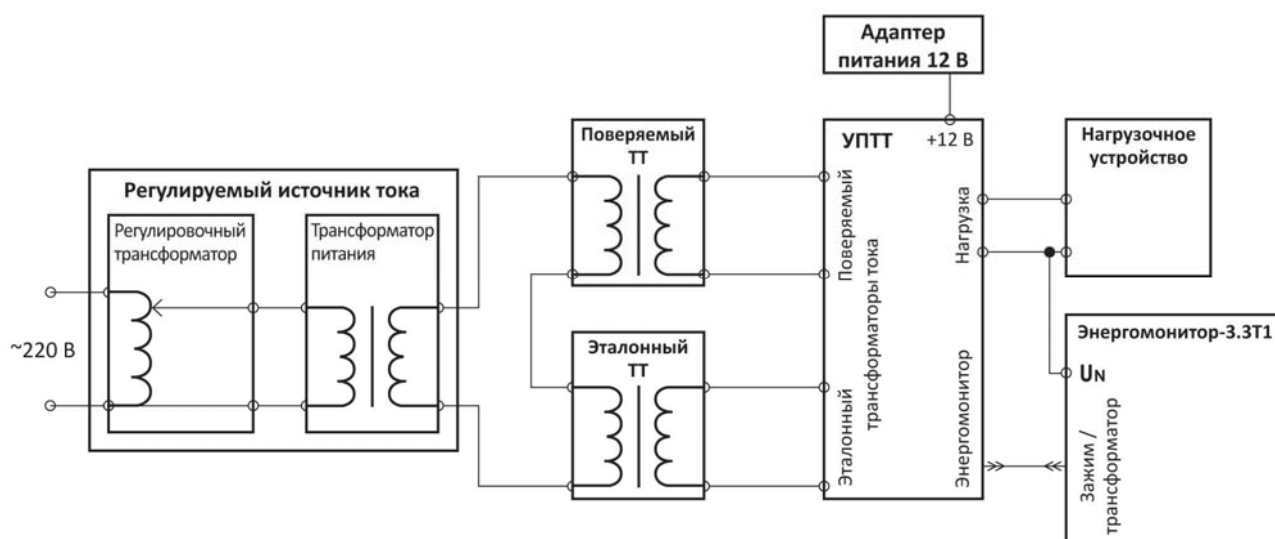 Адаптер
питания 12 В
Регулируемый источник тока
Регулировочный
трансформатор
Трансформатор
питания
~220 В
Поверяемый
ТТ
Эталонный
ТТ
УПТТ
+12 В
Поверяемый
Эталонный
трансформаторы тока
Нагрузка
Энергомонитор
Нагрузочное
устройство
Энергомонитор-3.3Т1
UN
Зажим /
трансформатор